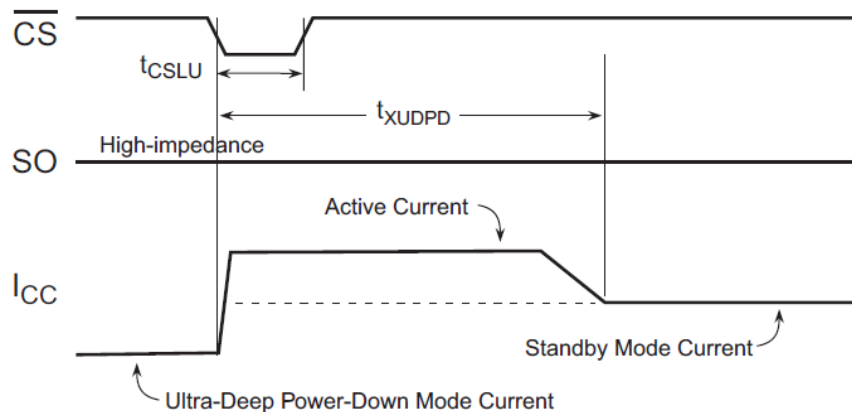 CS
tCSLU
tXUDPD
High-impedance
SO
Active Current
ICC
Standby Mode Current
Ultra-Deep Power-Down Mode Current